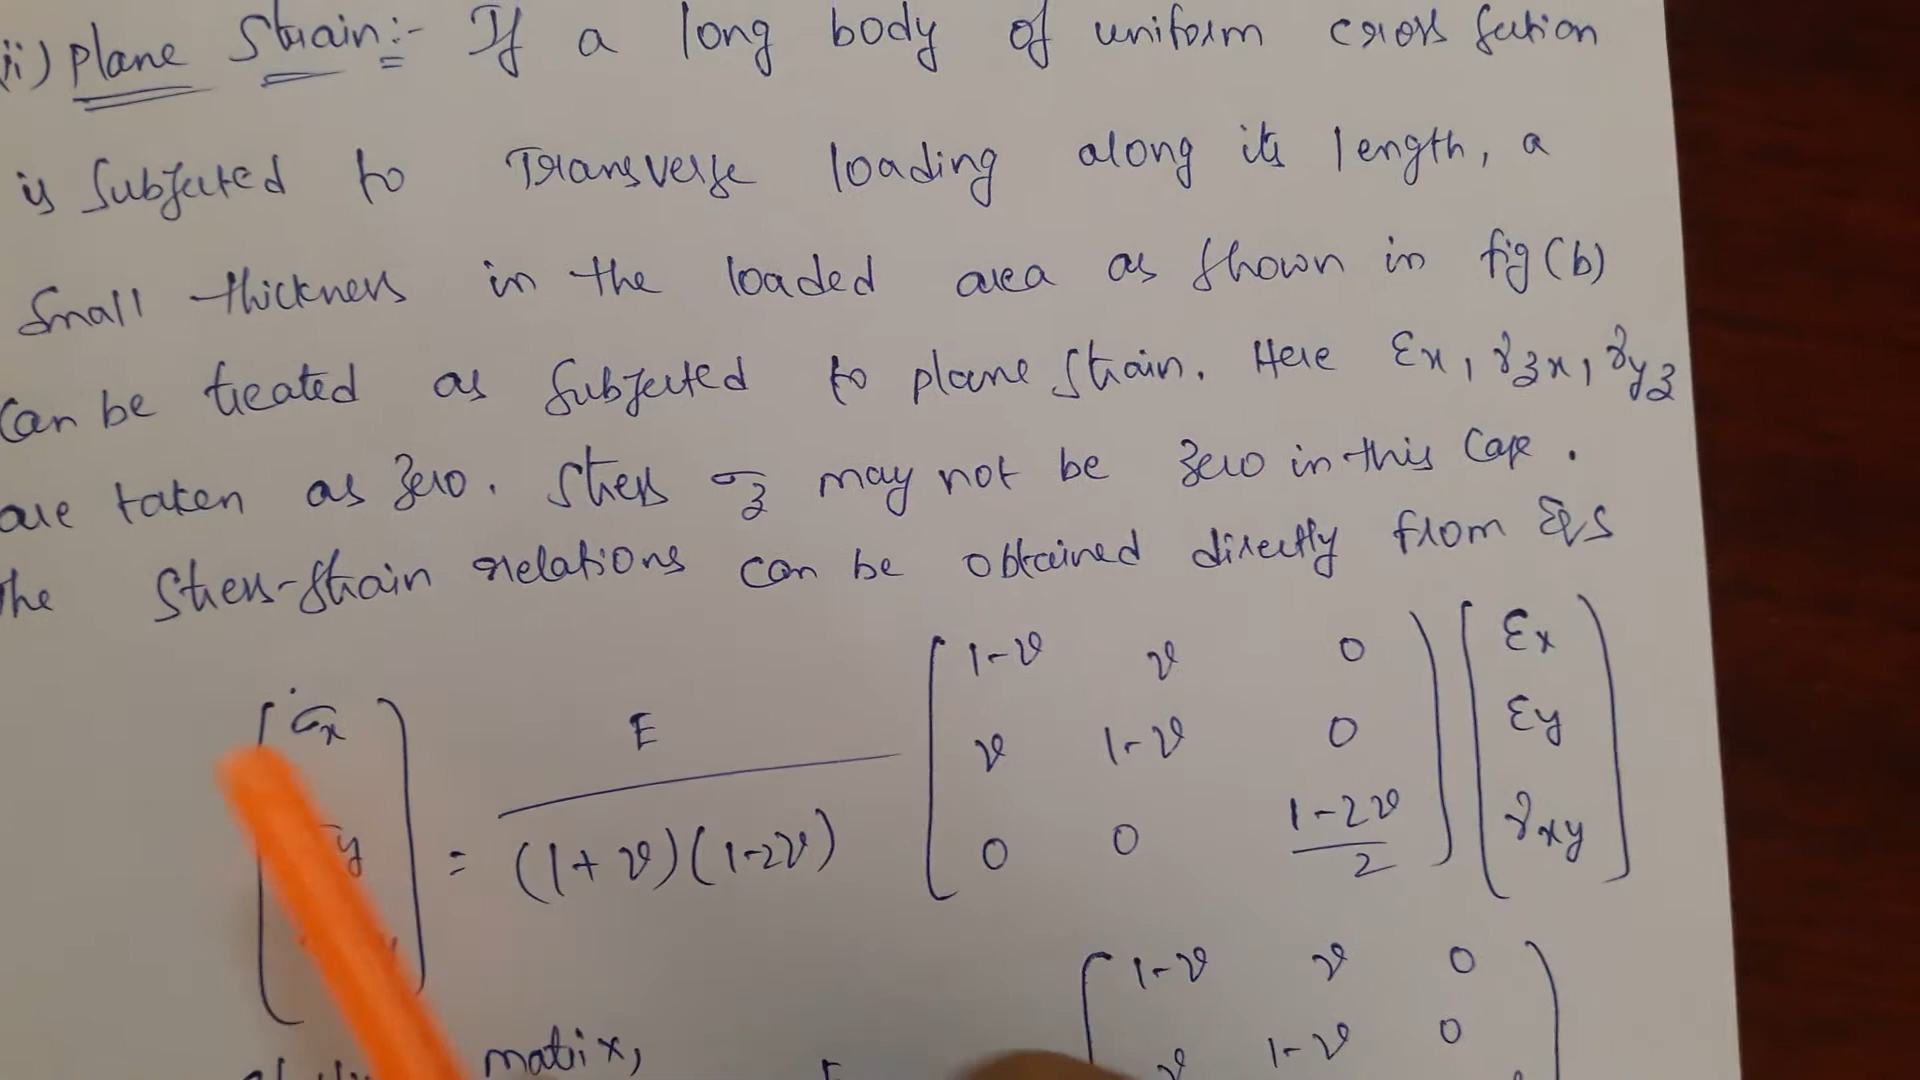 ii) Plane Strain:- If a long body of uniform cross section
is Subjected to Transverse loading along its length, a
Small thickness in the loaded area as shown in fig (b)
Can be treated as Subjected to plane Strain. Here εx, γzx, γyz
are taken as zero. Stress σz may not be zero in this Case.
The Stress-Strain relations can be obtained directly from Eqs
[σx y] = E / (1+ν)(1-2ν) [1-ν ν 0; ν 1-ν 0; 0 0 1-2ν/2] [εx; εy; γxy]
1-ν ν 0
matrix, E ν 1-ν 0